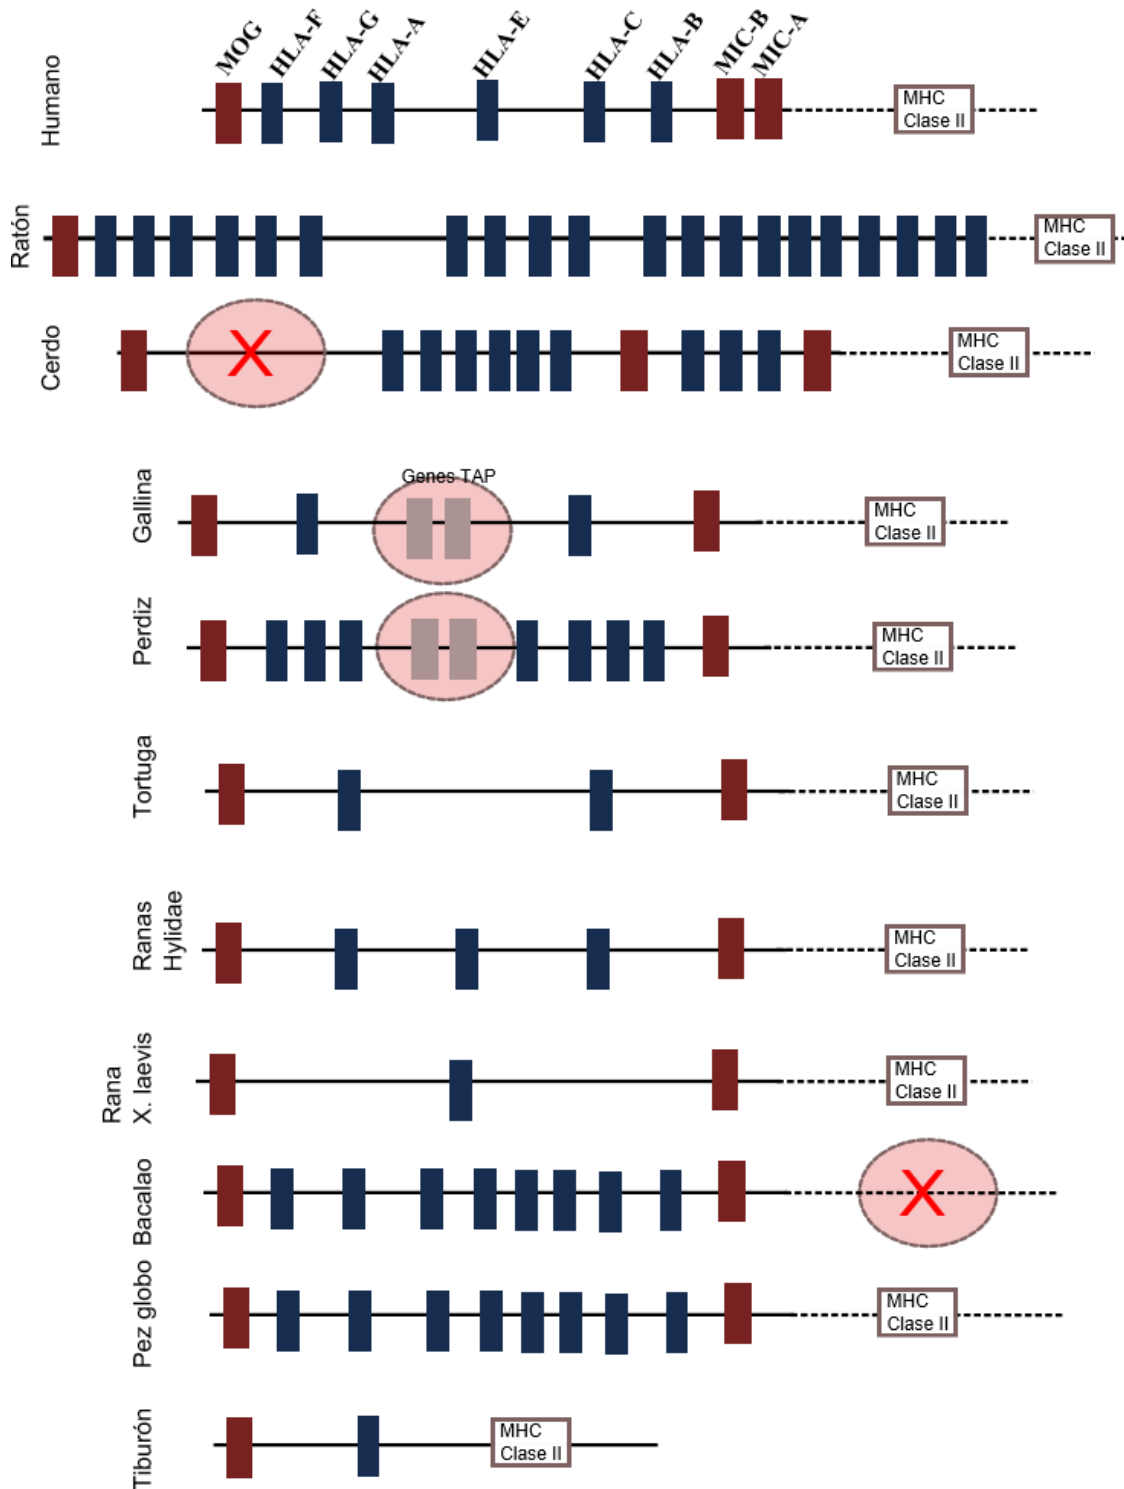 MOG
HLA-F
HLA-G
HLA-A
HLA-E
HLA-C
HLA-B
MIC-B
MIC-A
Humano
MHC
Clase II
Ratón
MHC
Clase II
Cerdo
X
MHC
Clase II
Gallina
Genes TAP
MHC
Clase II
Perdiz
MHC
Clase II
Tortuga
MHC
Clase II
Ranas
Hylidae
MHC
Clase II
Rana
X. laevis
MHC
Clase II
Bacalao
X
Pez globo
MHC
Clase II
Tiburón
MHC
Clase II